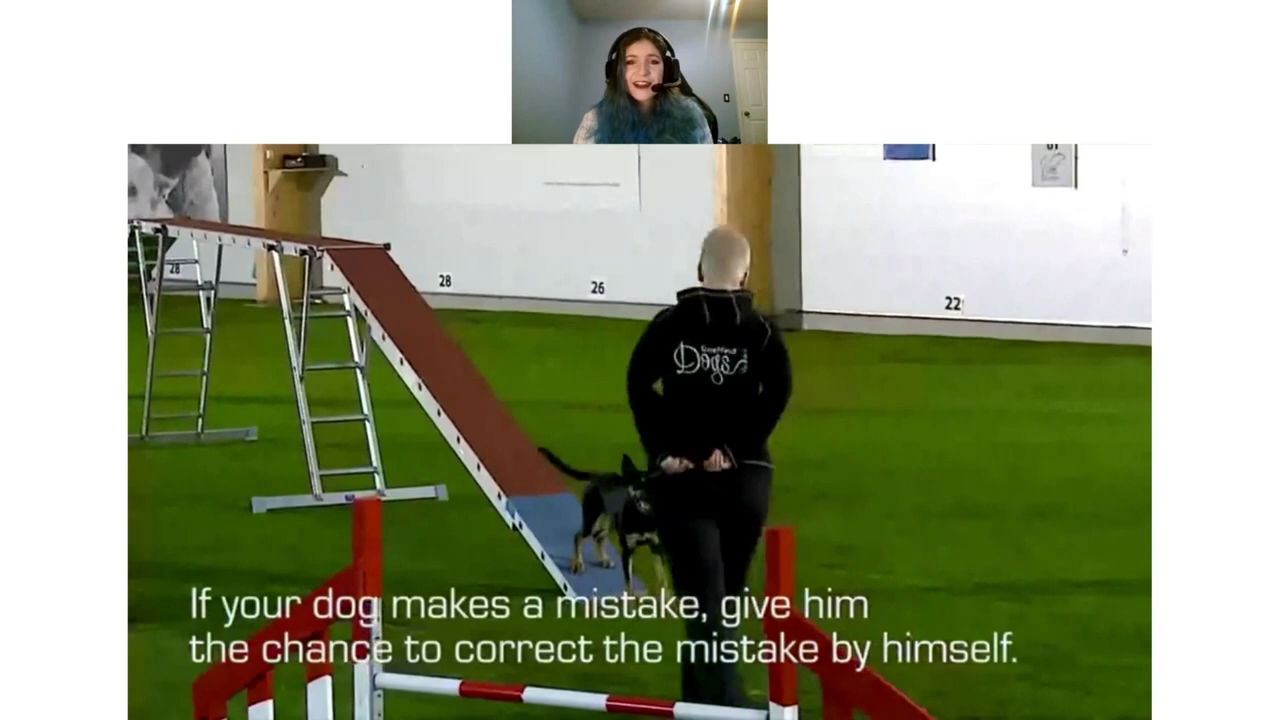 28
28
26
22
Dogs
If your dog makes a mistake, give him
the chance to correct the mistake by himself.